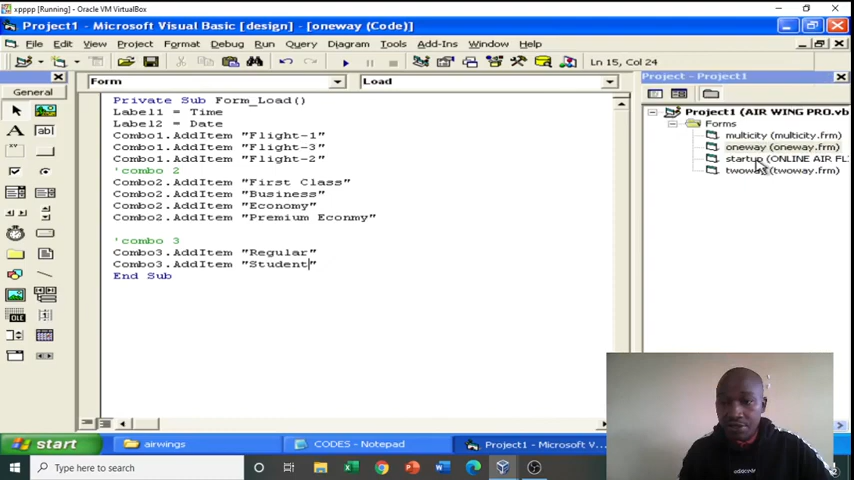 xpppp [Running] - Oracle VM VirtualBox
Project1 - Microsoft Visual Basic [design] - [oneway (Code)]
File Edit View Project Format Debug Run Query Diagram Tools Add-Ins Window Help
Ln 15, Col 24
General
Form
Load
Private Sub Form_Load()
Label1 = Time
Label2 = Date
Combo1.AddItem "Flight-1"
Combo1.AddItem "Flight-3"
Combo1.AddItem "Flight-2"
'combo 2
Combo2.AddItem "First Class"
Combo2.AddItem "Business"
Combo2.AddItem "Economy"
Combo2.AddItem "Premium Econmy"
'combo 3
Combo3.AddItem "Regular"
Combo3.AddItem "Student"
End Sub
Project - Project1
Project1 (AIR WING PRO.vb
Forms
multicity (multicity.frm)
oneway (oneway.frm)
startup (ONLINE AIR FL
twoway (twoway.frm)
start
airwings
CODES - Notepad
Project1 - Microsoft V...
Type here to search